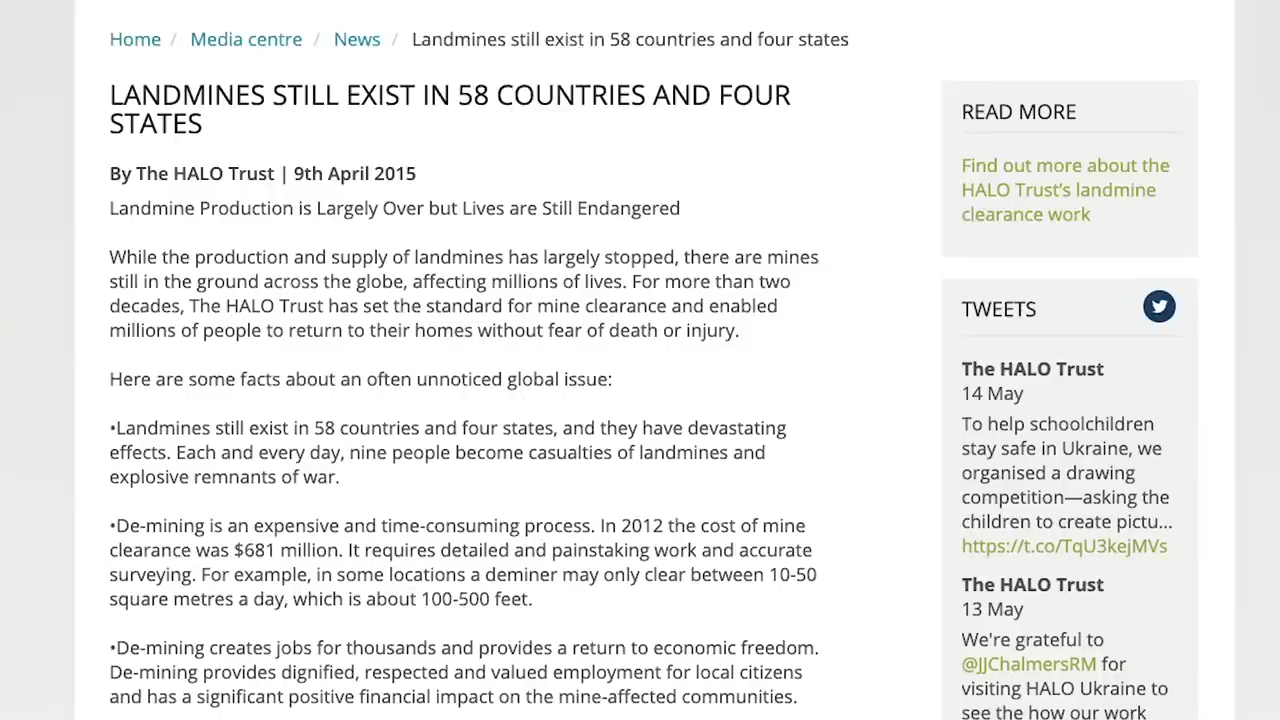 Home / Media centre / News / Landmines still exist in 58 countries and four states
LANDMINES STILL EXIST IN 58 COUNTRIES AND FOUR
STATES
By The HALO Trust | 9th April 2015
Landmine Production is Largely Over but Lives are Still Endangered
While the production and supply of landmines has largely stopped, there are mines
still in the ground across the globe, affecting millions of lives. For more than two
decades, The HALO Trust has set the standard for mine clearance and enabled
millions of people to return to their homes without fear of death or injury.
Here are some facts about an often unnoticed global issue:
•Landmines still exist in 58 countries and four states, and they have devastating
effects. Each and every day, nine people become casualties of landmines and
explosive remnants of war.
•De-mining is an expensive and time-consuming process. In 2012 the cost of mine
clearance was $681 million. It requires detailed and painstaking work and accurate
surveying. For example, in some locations a deminer may only clear between 10-50
square metres a day, which is about 100-500 feet.
•De-mining creates jobs for thousands and provides a return to economic freedom.
De-mining provides dignified, respected and valued employment for local citizens
and has a significant positive financial impact on the mine-affected communities.
READ MORE
Find out more about the
HALO Trust's landmine
clearance work
TWEETS
The HALO Trust
14 May
To help schoolchildren
stay safe in Ukraine, we
organised a drawing
competition—asking the
children to create pictu...
https://t.co/TqU3kejMVs
The HALO Trust
13 May
We're grateful to
@JJChalmersRM for
visiting HALO Ukraine to
see the how our work